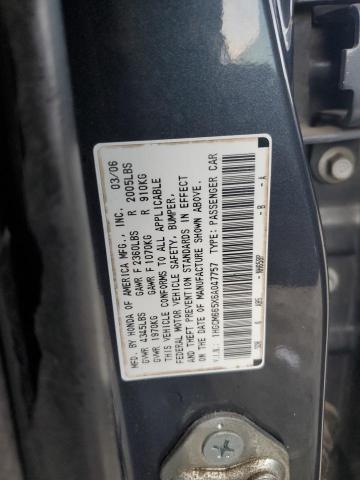 MFD. BY HONDA OF AMERICA MFG., INC. 03/06
GVWR 4345LBS GAWR F 2360LBS R 2005LBS
GVWR 1970KG GAWR F 1070KG R 910KG
THIS VEHICLE CONFORMS TO ALL APPLICABLE
FEDERAL MOTOR VEHICLE SAFETY, BUMPER,
AND THEFT PREVENTION STANDARDS IN EFFECT
ON THE DATE OF MANUFACTURE SHOWN ABOVE.
V.I.N. 1HGCM665X6A047757 TYPE: PASSENGER CAR
B - A